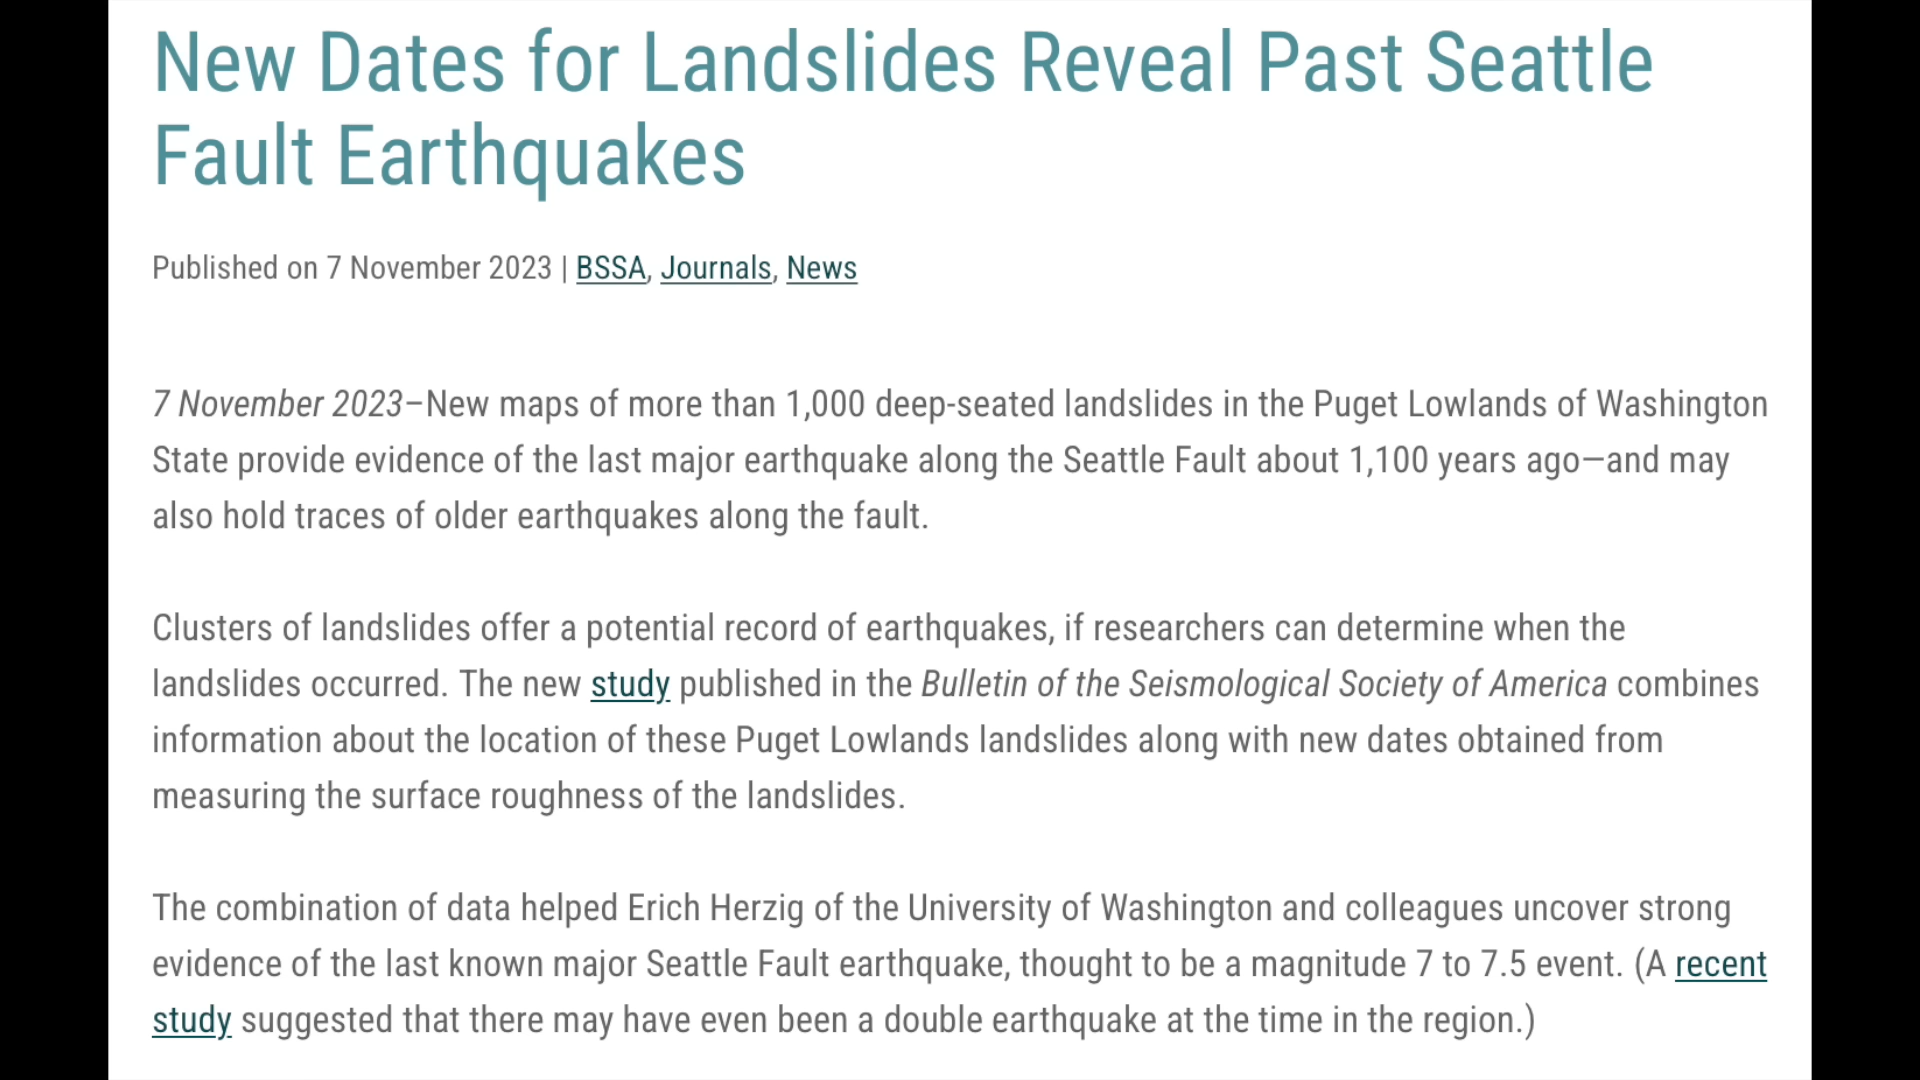 New Dates for Landslides Reveal Past Seattle
Fault Earthquakes
Published on 7 November 2023 | BSSA, Journals, News
7 November 2023–New maps of more than 1,000 deep-seated landslides in the Puget Lowlands of Washington
State provide evidence of the last major earthquake along the Seattle Fault about 1,100 years ago—and may
also hold traces of older earthquakes along the fault.
Clusters of landslides offer a potential record of earthquakes, if researchers can determine when the
landslides occurred. The new study published in the Bulletin of the Seismological Society of America combines
information about the location of these Puget Lowlands landslides along with new dates obtained from
measuring the surface roughness of the landslides.
The combination of data helped Erich Herzig of the University of Washington and colleagues uncover strong
evidence of the last known major Seattle Fault earthquake, thought to be a magnitude 7 to 7.5 event. (A recent
study suggested that there may have even been a double earthquake at the time in the region.)